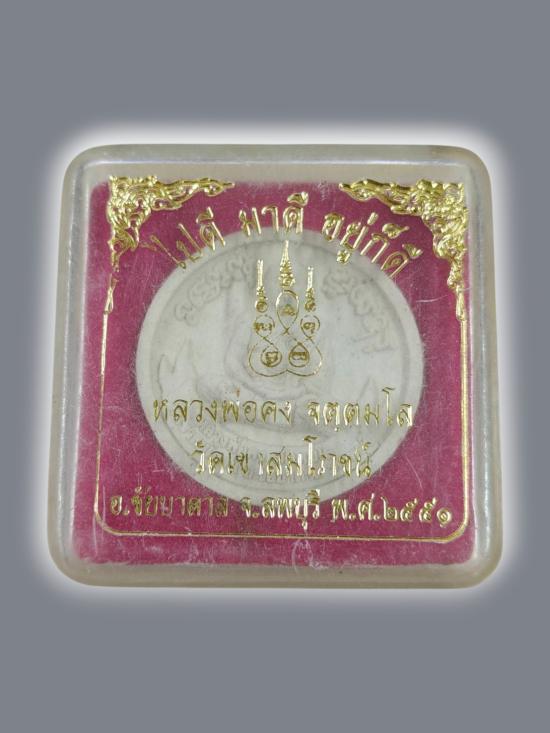 ไปดี มาดี อยู่ก็ดี
หลวงพ่อคง จตฺตมโล
วัดเขาสมโภชน์
อ.ชัยบาดาล จ.ลพบุรี พ.ศ.๒๕๕๑